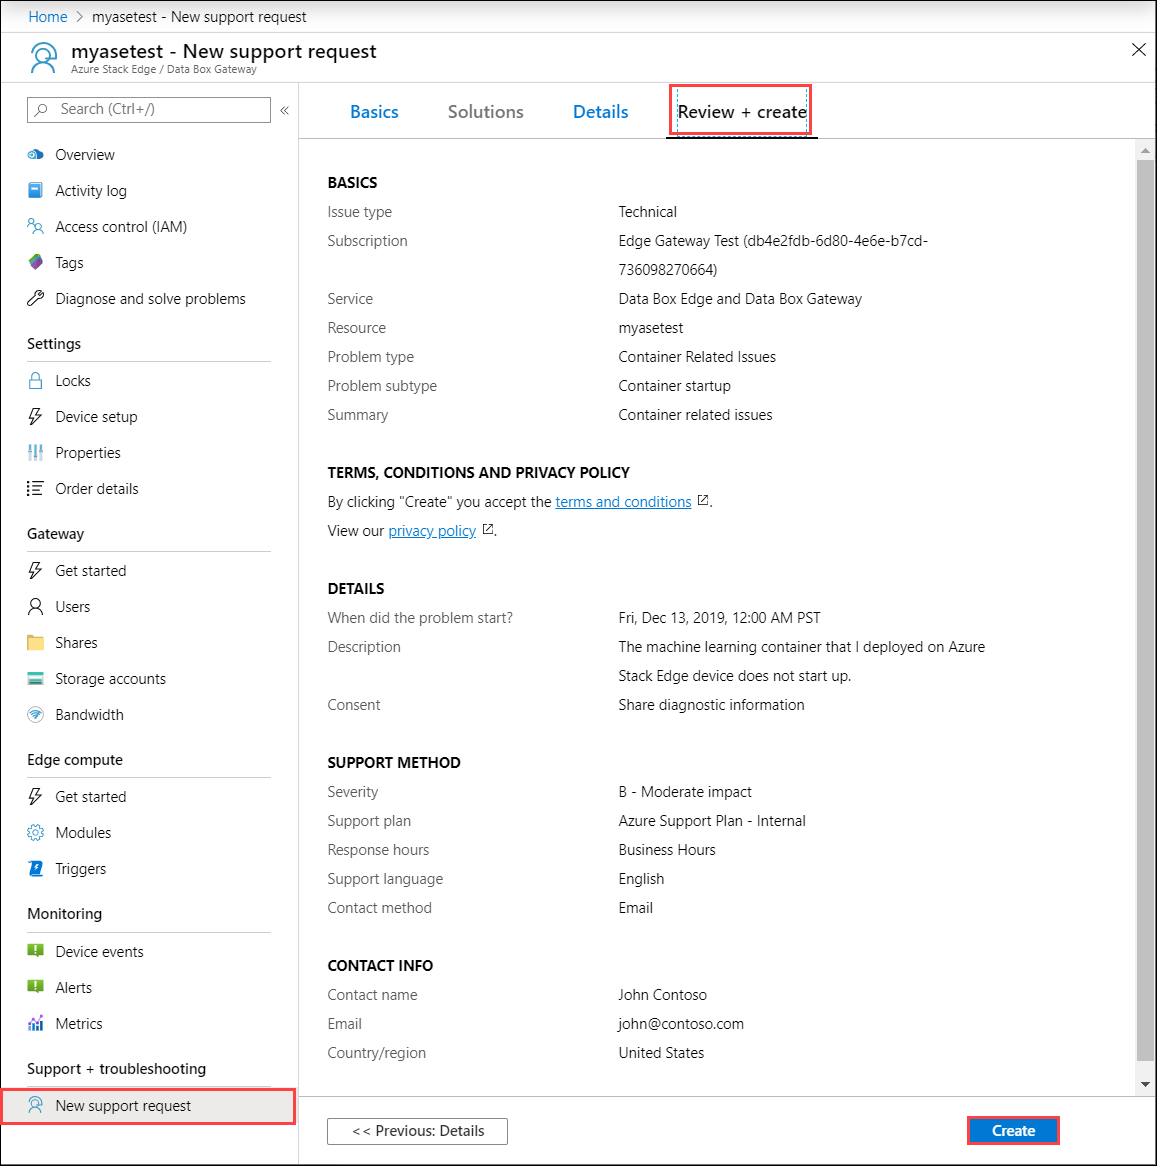 Home > myasetest - New support request
myasetest - New support request
Azure Stack Edge / Data Box Gateway
Search (Ctrl+/)
«
Overview
Activity log
Access control (IAM)
Tags
Diagnose and solve problems
Settings
Locks
Device setup
Properties
Order details
Gateway
Get started
Users
Shares
Storage accounts
Bandwidth
Edge compute
Get started
Modules
Triggers
Monitoring
Device events
Alerts
Metrics
Support + troubleshooting
New support request
Basics Solutions Details Review + create
BASICS
Issue type Technical
Subscription Edge Gateway Test (db4e2fdb-6d80-4e6e-b7cd-
736098270664)
Service Data Box Edge and Data Box Gateway
Resource myasetest
Problem type Container Related Issues
Problem subtype Container startup
Summary Container related issues
TERMS, CONDITIONS AND PRIVACY POLICY
By clicking "Create" you accept the terms and conditions.
View our privacy policy.
DETAILS
When did the problem start? Fri, Dec 13, 2019, 12:00 AM PST
Description The machine learning container that I deployed on Azure
Stack Edge device does not start up.
Consent Share diagnostic information
SUPPORT METHOD
Severity B - Moderate impact
Support plan Azure Support Plan - Internal
Response hours Business Hours
Support language English
Contact method Email
CONTACT INFO
Contact name John Contoso
Email john@contoso.com
Country/region United States
<< Previous: Details Create